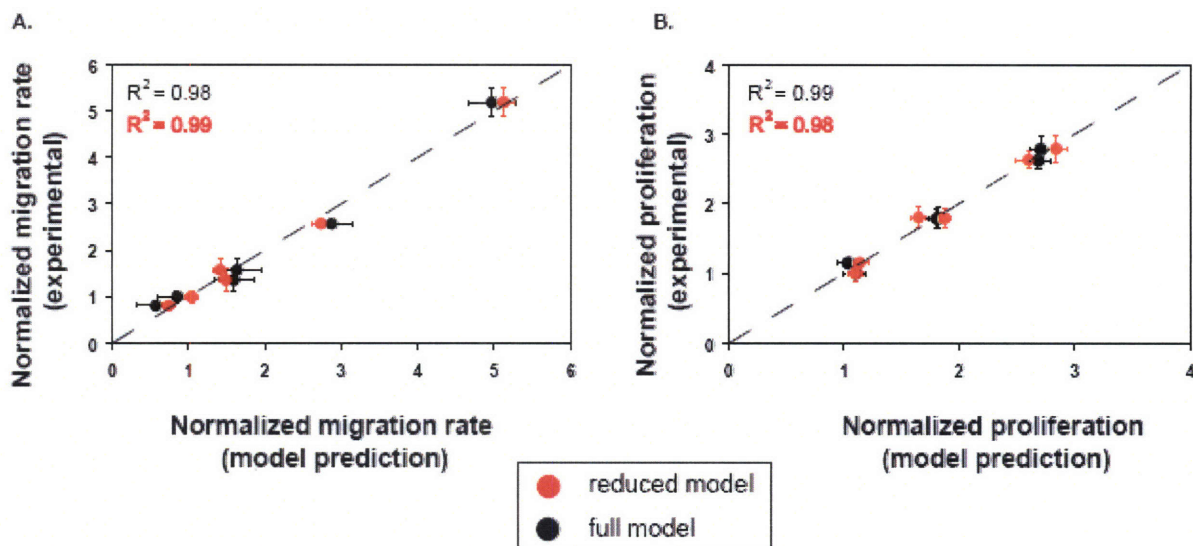 A.
B.
Normalized migration rate
(experimental)
6
5
4
3
2
1
0
R² = 0.98
R² = 0.99
0 1 2 3 4 5 6
Normalized migration rate
(model prediction)
Normalized proliferation
(experimental)
4
3
2
1
0
R² = 0.99
R² = 0.98
0 1 2 3 4
Normalized proliferation
(model prediction)
reduced model
full model